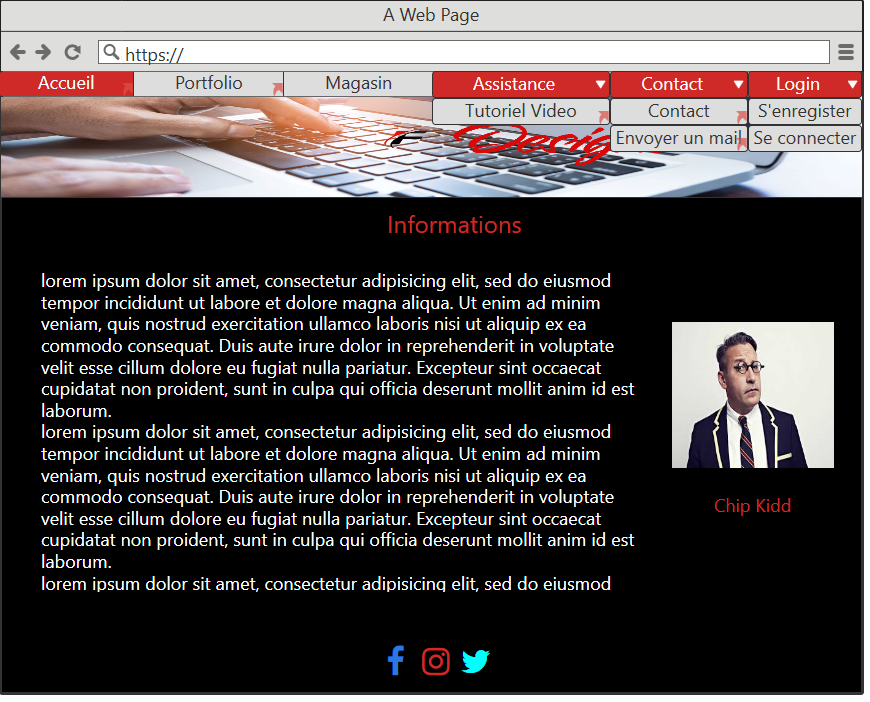 A Web Page
https://
Accueil Portfolio Magasin Assistance Contact Login
Tutoriel Video Contact S'enregister
Envoyer un mail Se connecter
Informations
lorem ipsum dolor sit amet, consectetur adipisicing elit, sed do eiusmod
tempor incididunt ut labore et dolore magna aliqua. Ut enim ad minim
veniam, quis nostrud exercitation ullamco laboris nisi ut aliquip ex ea
commodo consequat. Duis aute irure dolor in reprehenderit in voluptate
velit esse cillum dolore eu fugiat nulla pariatur. Excepteur sint occaecat
cupidatat non proident, sunt in culpa qui officia deserunt mollit anim id est
laborum.
lorem ipsum dolor sit amet, consectetur adipisicing elit, sed do eiusmod
tempor incididunt ut labore et dolore magna aliqua. Ut enim ad minim
veniam, quis nostrud exercitation ullamco laboris nisi ut aliquip ex ea
commodo consequat. Duis aute irure dolor in reprehenderit in voluptate
velit esse cillum dolore eu fugiat nulla pariatur. Excepteur sint occaecat
cupidatat non proident, sunt in culpa qui officia deserunt mollit anim id est
laborum.
lorem ipsum dolor sit amet, consectetur adipisicing elit, sed do eiusmod
Chip Kidd